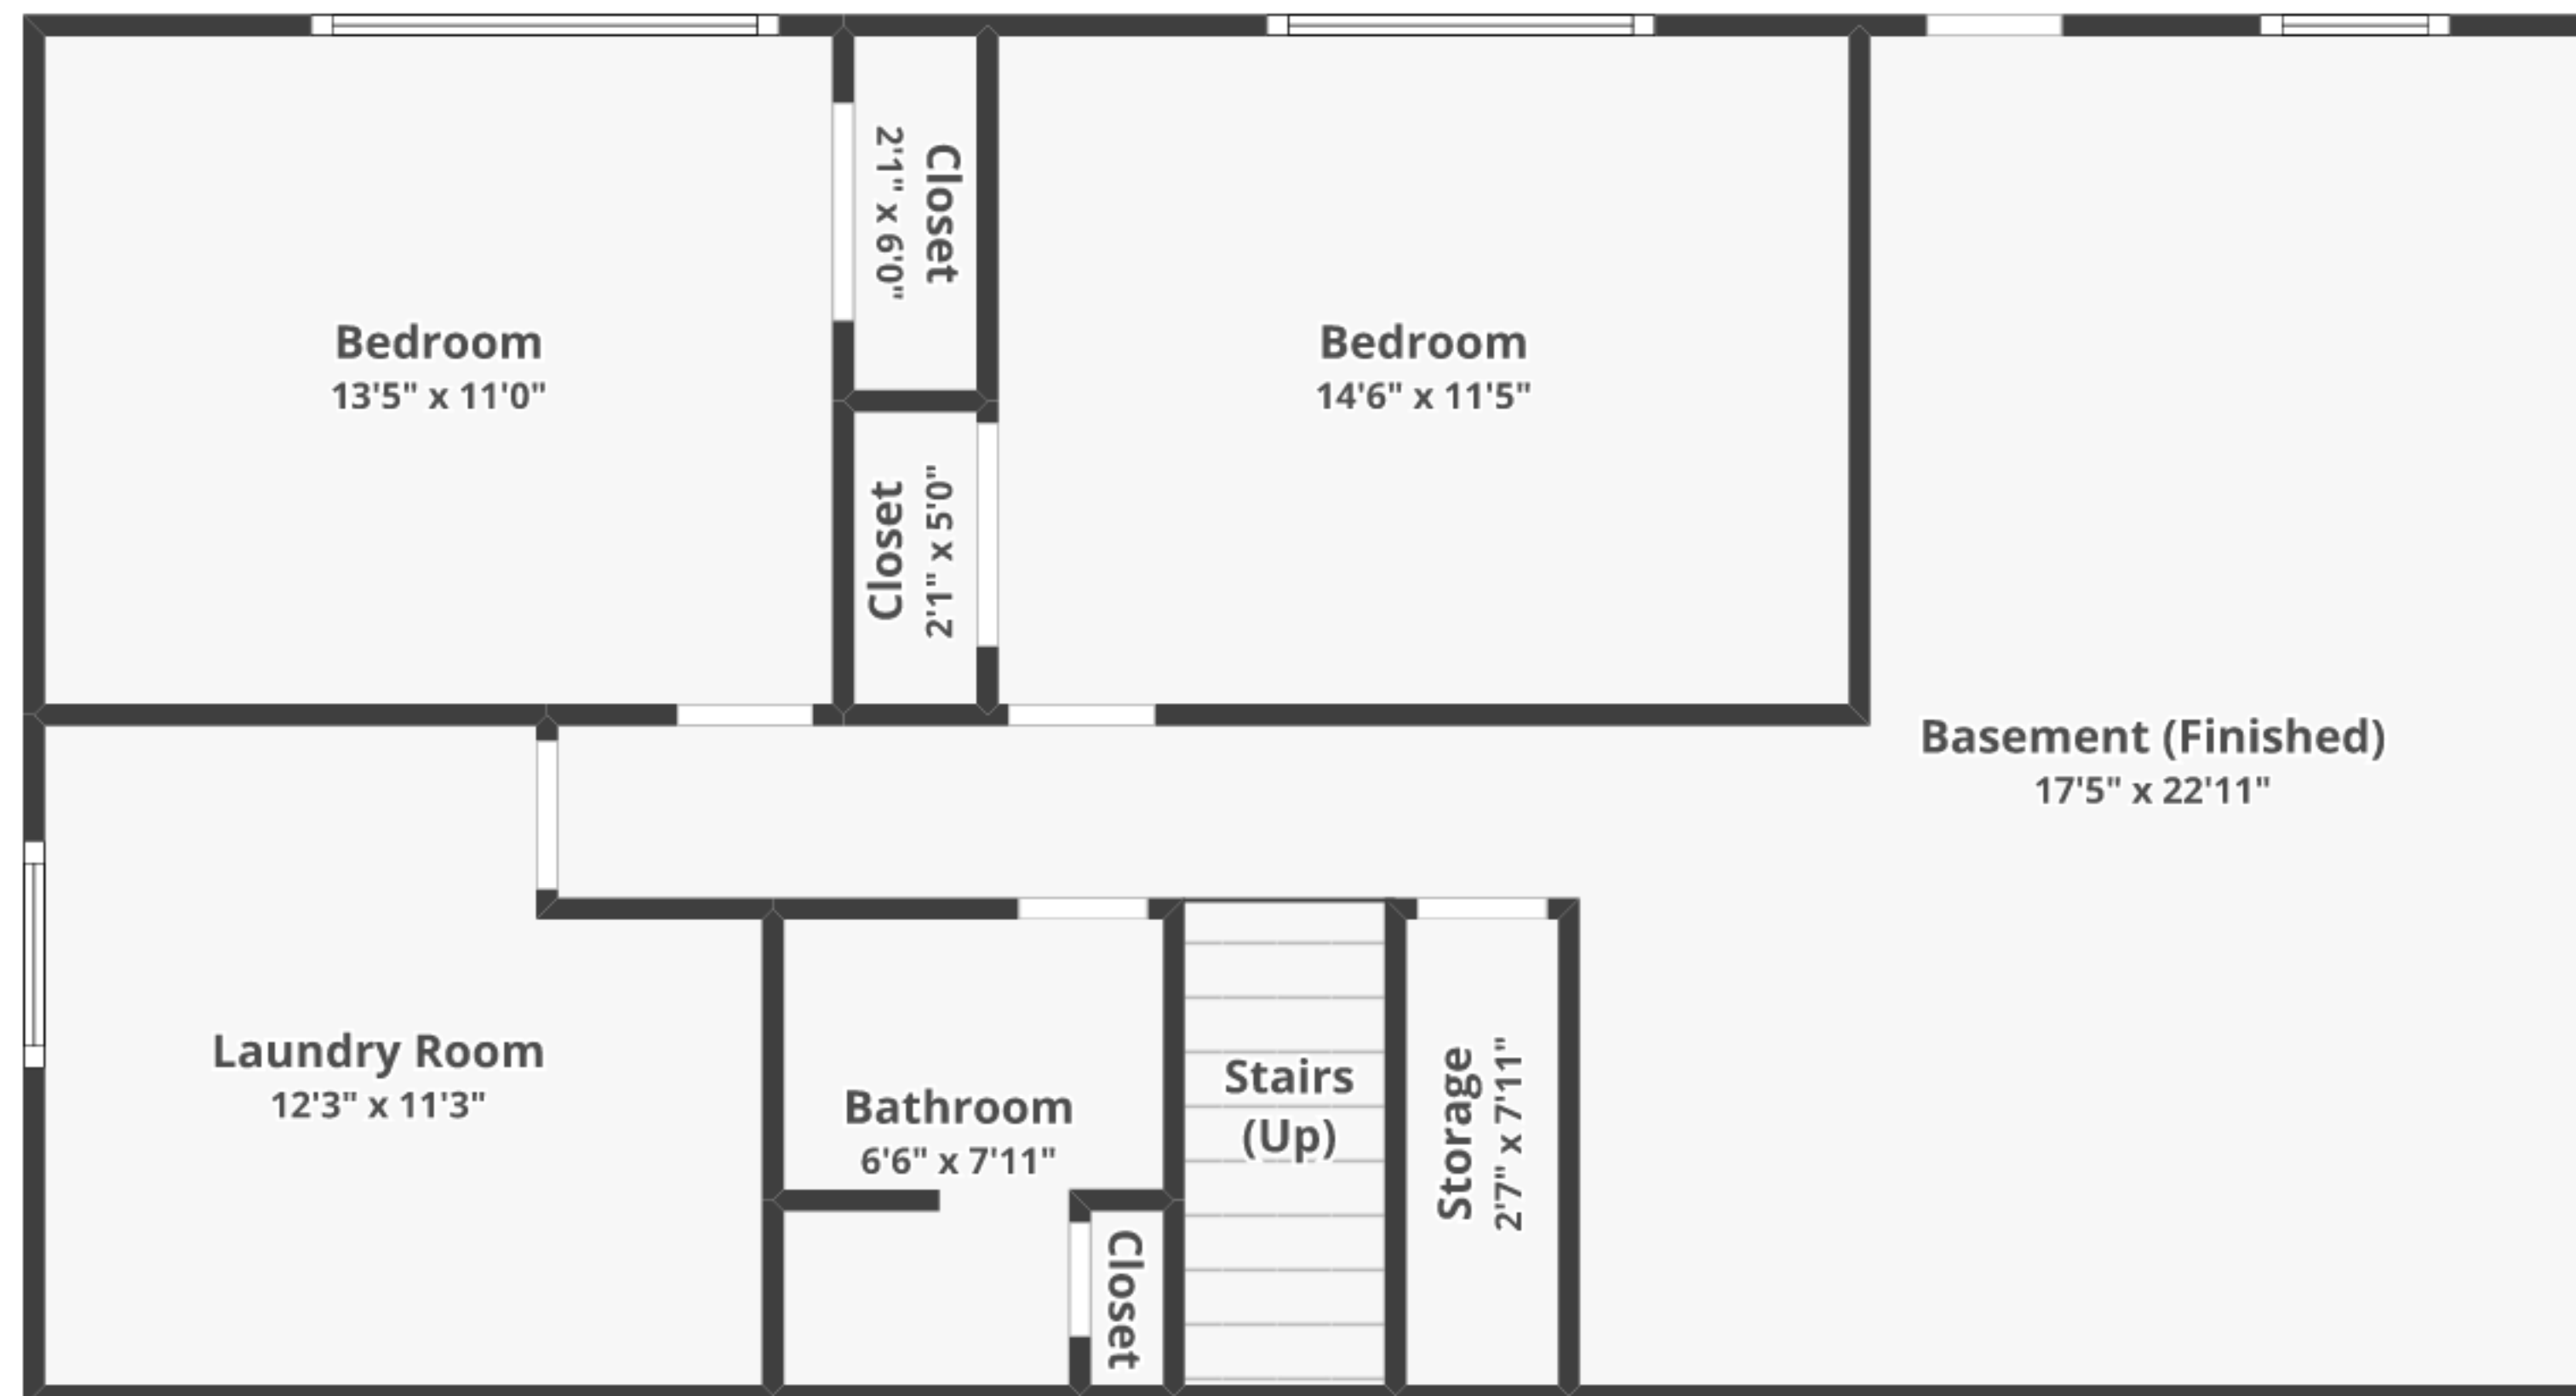 Bedroom
13'5" x 11'0"
Closet
2'1" x 6'0"
Closet
2'1" x 5'0"
Bedroom
14'6" x 11'5"
Basement (Finished)
17'5" x 22'11"
Laundry Room
12'3" x 11'3"
Bathroom
6'6" x 7'11"
Closet
Stairs
(Up)
Storage
2'7" x 7'11"